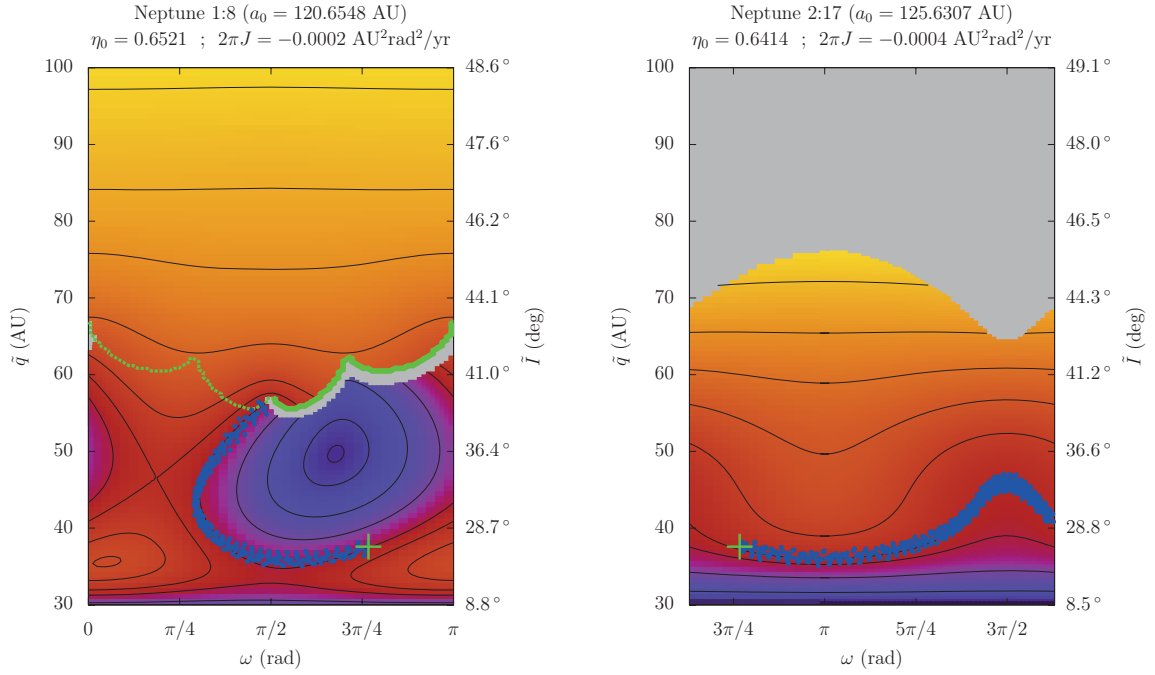 Neptune 1:8 (a₀ = 120.6548 AU)
η₀ = 0.6521 ; 2πJ = −0.0002 AU²rad²/yr
100
90
80
70
60
50
40
30
q̃ (AU)
48.6°
47.6°
46.2°
44.1°
41.0°
36.4°
28.7°
8.8°
Ĩ (deg)
0
π/4
π/2
3π/4
π
ω (rad)
Neptune 2:17 (a₀ = 125.6307 AU)
η₀ = 0.6414 ; 2πJ = −0.0004 AU²rad²/yr
100
90
80
70
60
50
40
30
q̃ (AU)
49.1°
48.0°
46.5°
44.3°
41.2°
36.6°
28.8°
8.5°
Ĩ (deg)
3π/4
π
5π/4
3π/2
ω (rad)